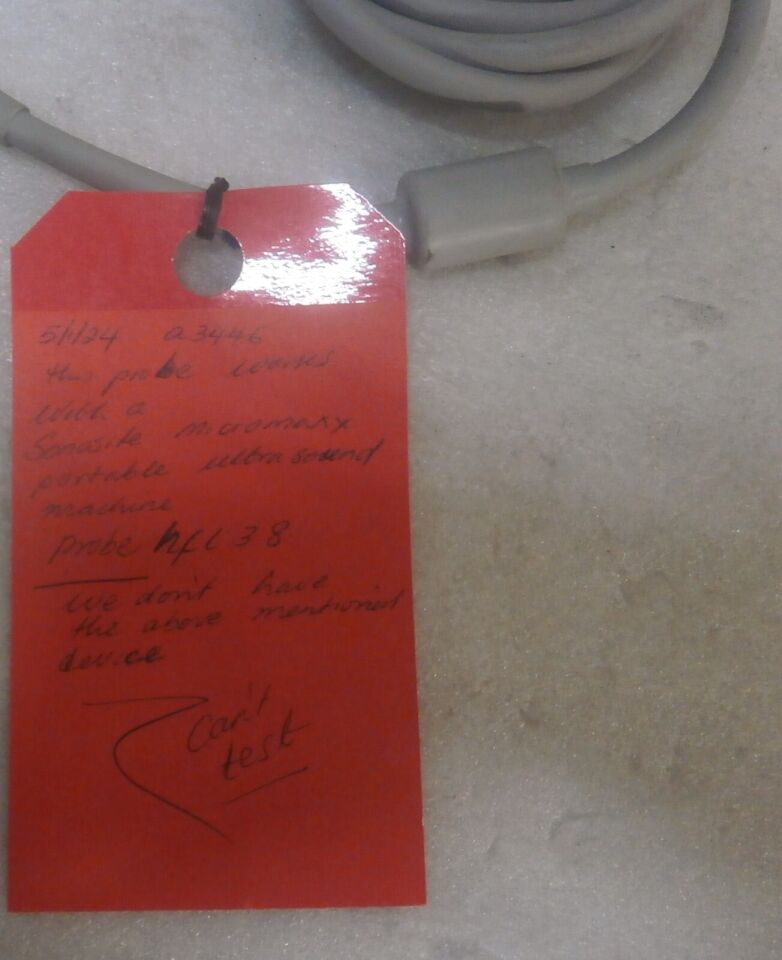 5/1/24 a3446
this probe works
with a
Sonosite micromaxx
portable ultrasound
machine
Probe hfl38
We don't have
the above mentioned
device
Can't
test